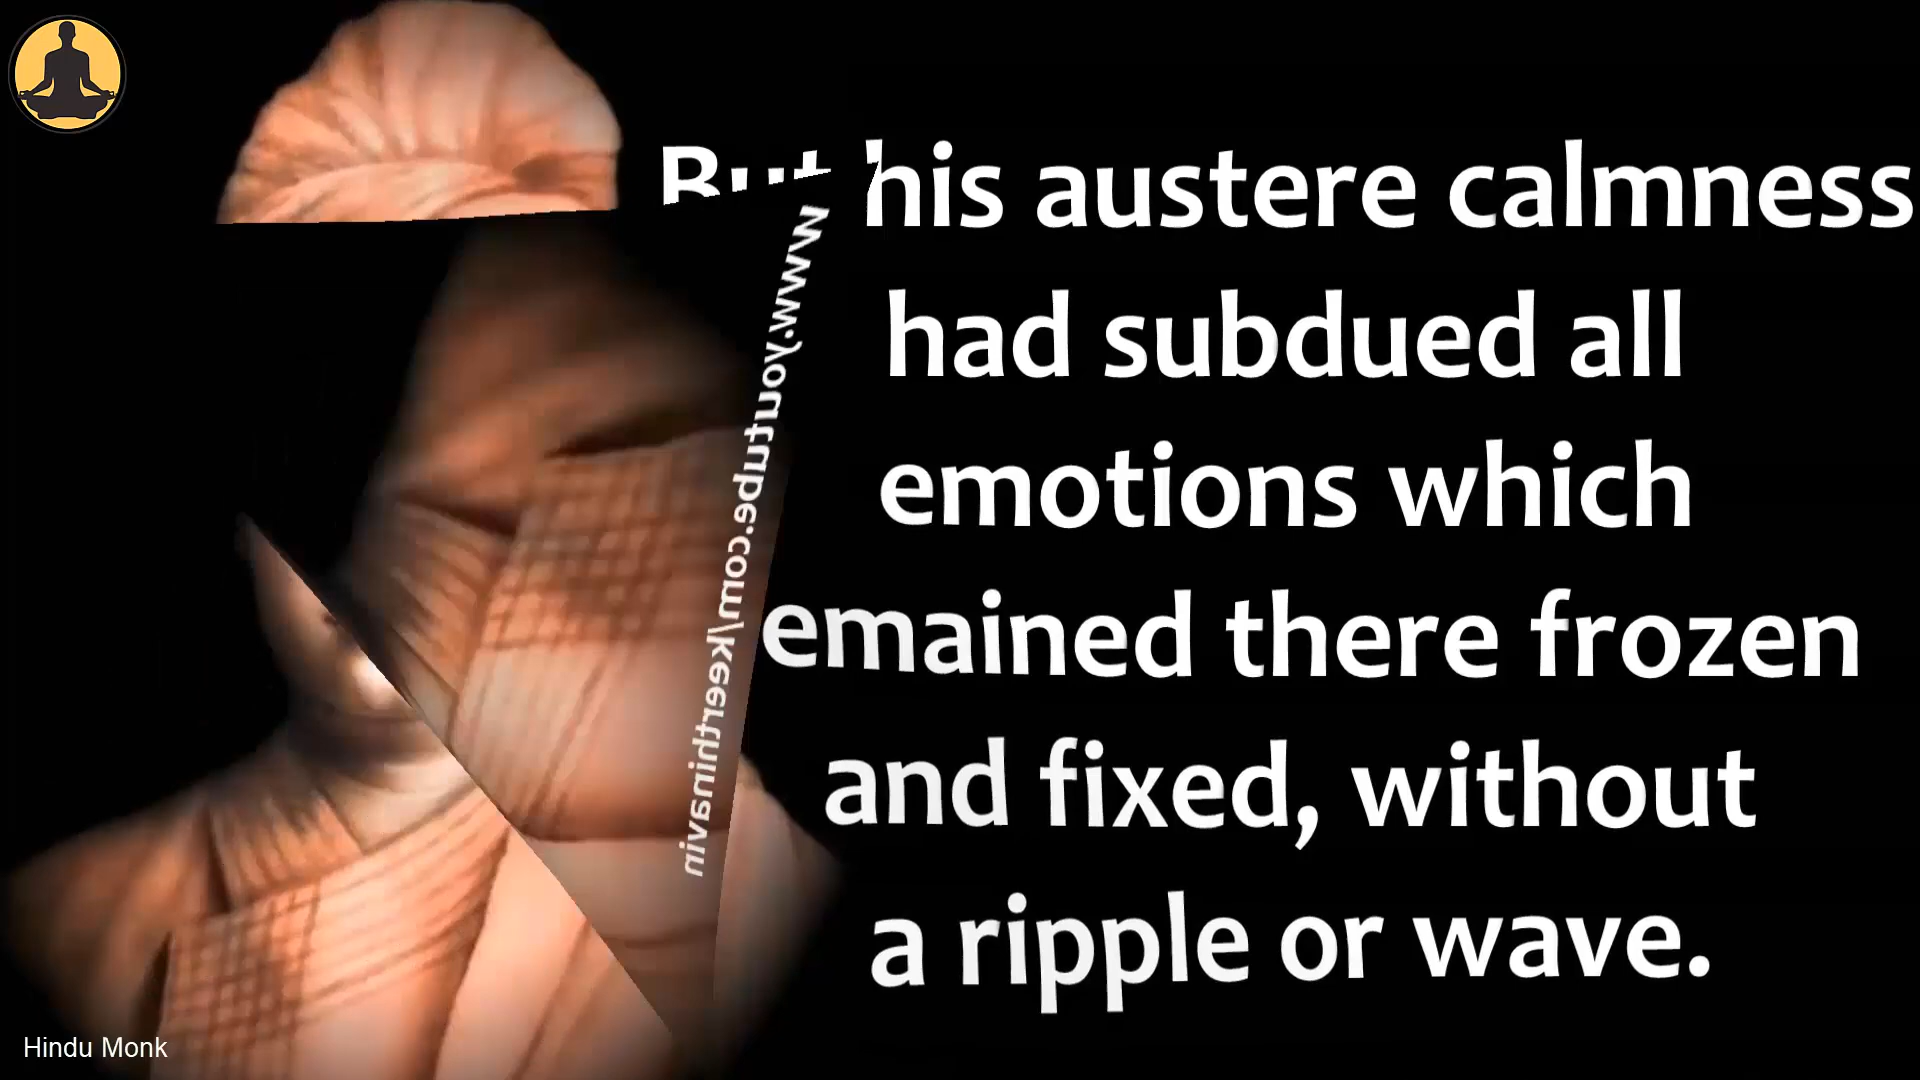 But his austere calmness
had subdued all
emotions which
emained there frozen
and fixed, without
a ripple or wave.
www.youtube.com/keerthinavin
Hindu Monk